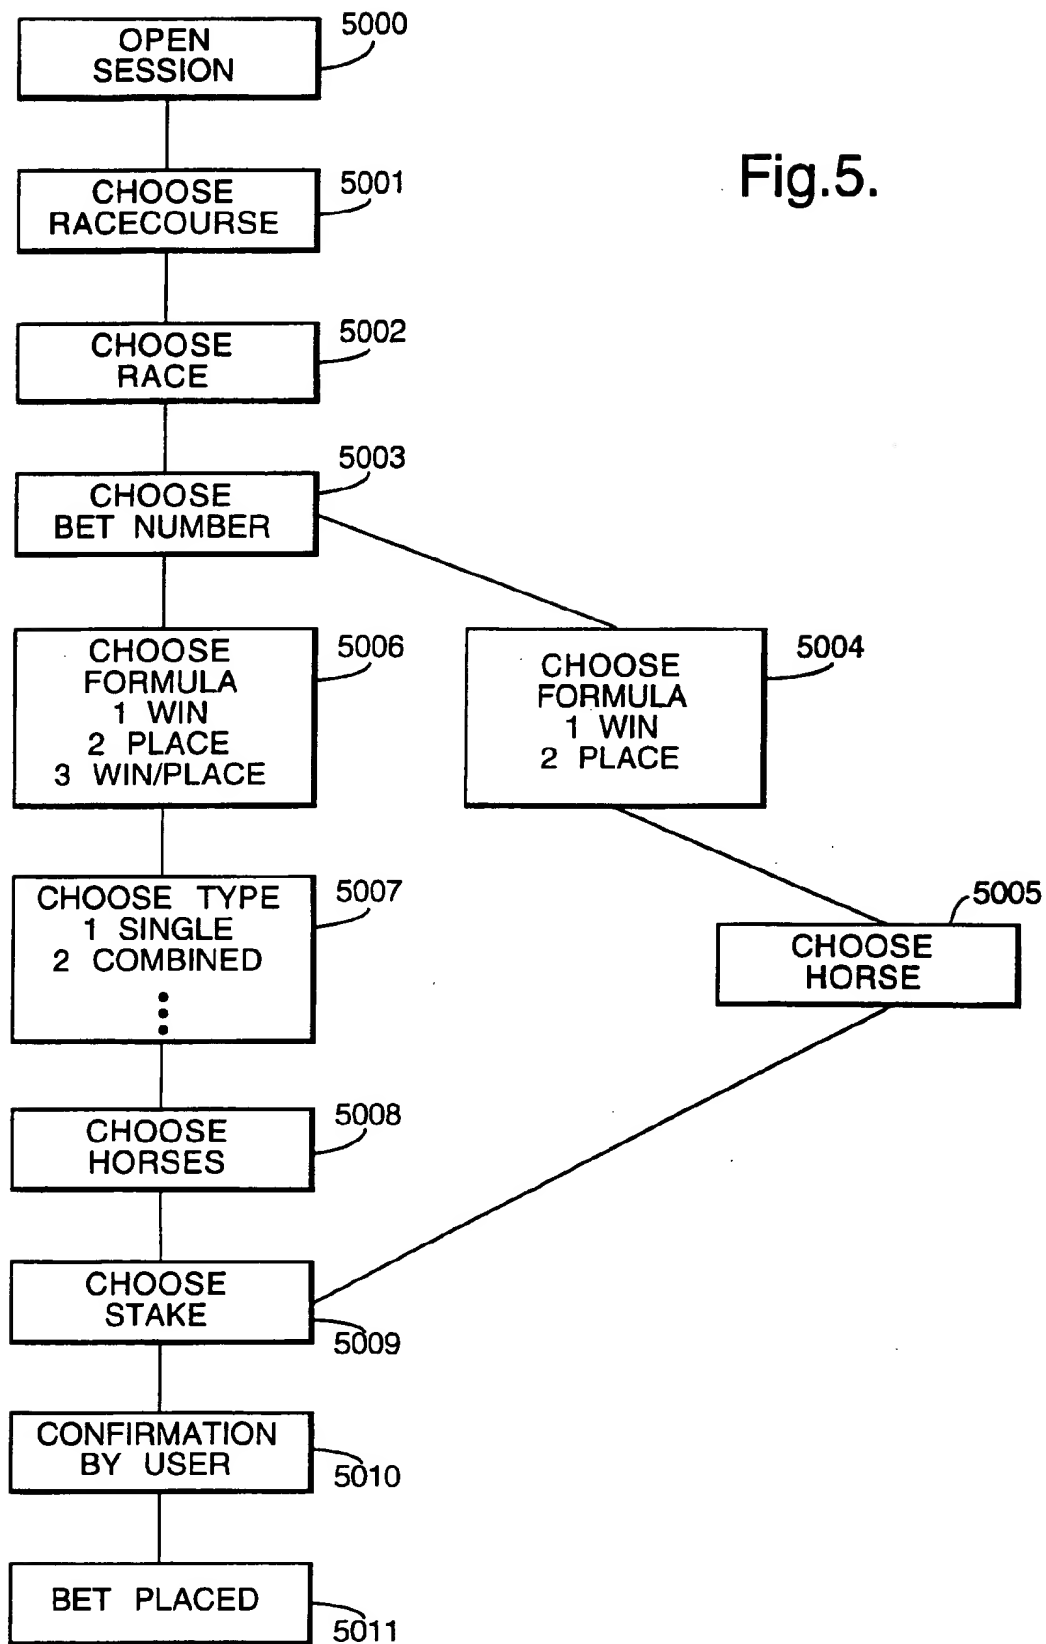 OPEN
SESSION
5000
Fig.5.
CHOOSE
RACECOURSE
5001
CHOOSE
RACE
5002
CHOOSE
BET NUMBER
5003
CHOOSE
FORMULA
1 WIN
2 PLACE
3 WIN/PLACE
5006
CHOOSE
FORMULA
1 WIN
2 PLACE
5004
CHOOSE TYPE
1 SINGLE
2 COMBINED
5007
CHOOSE
HORSE
5005
CHOOSE
HORSES
5008
CHOOSE
STAKE
5009
CONFIRMATION
BY USER
5010
BET PLACED
5011